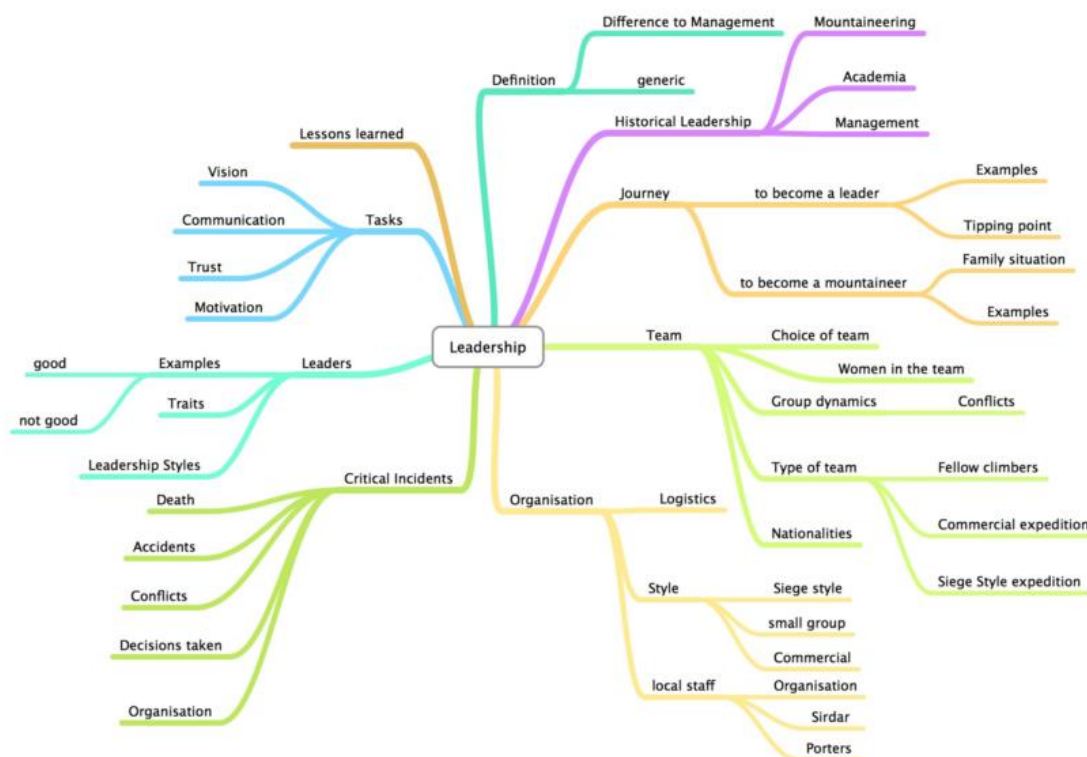 Leadership
Definition
Difference to Management
generic
Historical Leadership
Mountaineering
Academia
Management
Journey
to become a leader
Examples
Tipping point
to become a mountaineer
Family situation
Examples
Team
Choice of team
Women in the team
Group dynamics
Conflicts
Type of team
Fellow climbers
Commercial expedition
Siege Style expedition
Nationalities
Organisation
Logistics
Style
Siege style
small group
Commercial
local staff
Organisation
Sirdar
Porters
Critical Incidents
Death
Accidents
Conflicts
Decisions taken
Organisation
Leaders
Examples
good
not good
Traits
Leadership Styles
Tasks
Vision
Communication
Trust
Motivation
Lessons learned